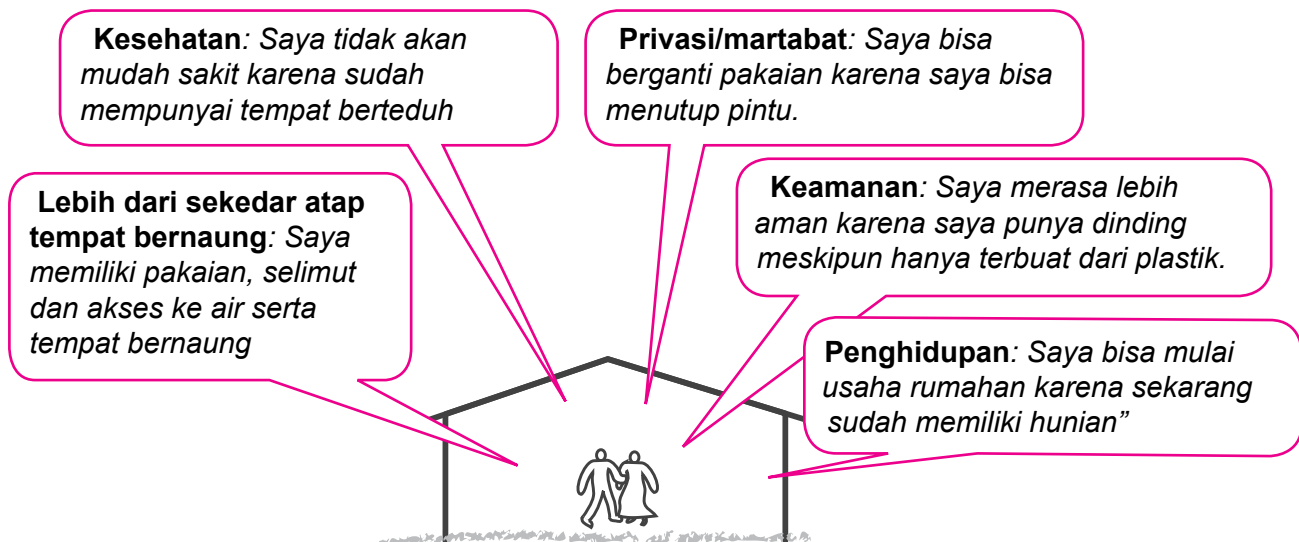 Kesehatan: Saya tidak akan
mudah sakit karena sudah
mempunyai tempat berteduh
Privasi/martabat: Saya bisa
berganti pakaian karena saya bisa
menutup pintu.
Lebih dari sekedar atap
tempat bernaung: Saya
memiliki pakaian, selimut
dan akses ke air serta
tempat bernaung
Keamanan: Saya merasa lebih
aman karena saya punya dinding
meskipun hanya terbuat dari plastik.
Penghidupan: Saya bisa mulai
usaha rumahan karena sekarang
sudah memiliki hunian”